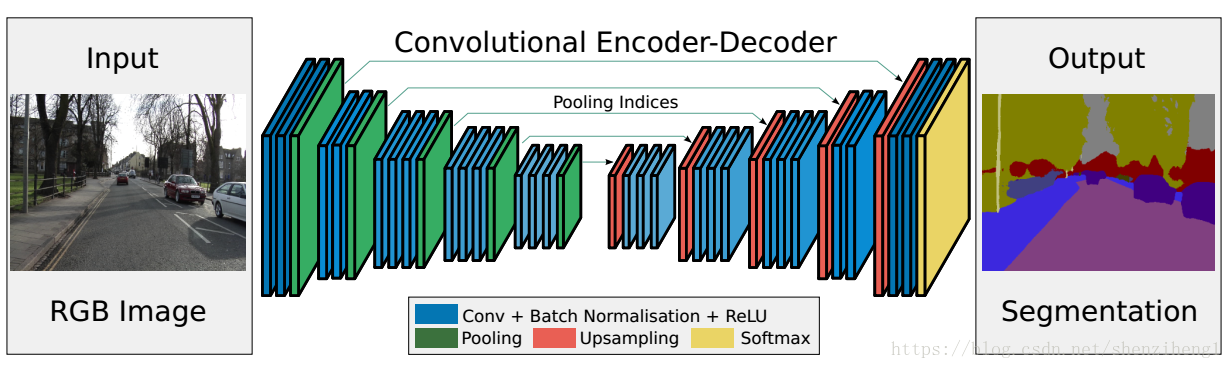 Input
Convolutional Encoder-Decoder
Output
Pooling Indices
RGB Image
Segmentation
Conv + Batch Normalisation + ReLU
Pooling
Upsampling
Softmax
https://blog.csdn.net/shenziheng1